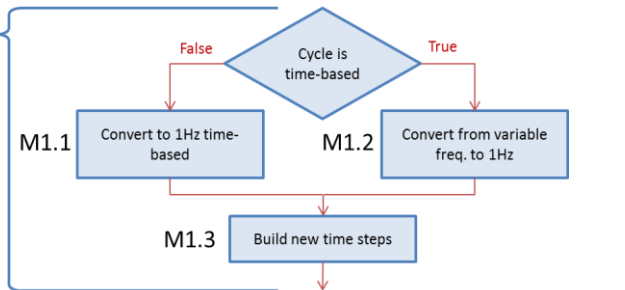 Cycle is
time-based
False
True
M1.1
Convert to 1Hz time-
based
M1.2
Convert from variable
freq. to 1Hz
M1.3
Build new time steps